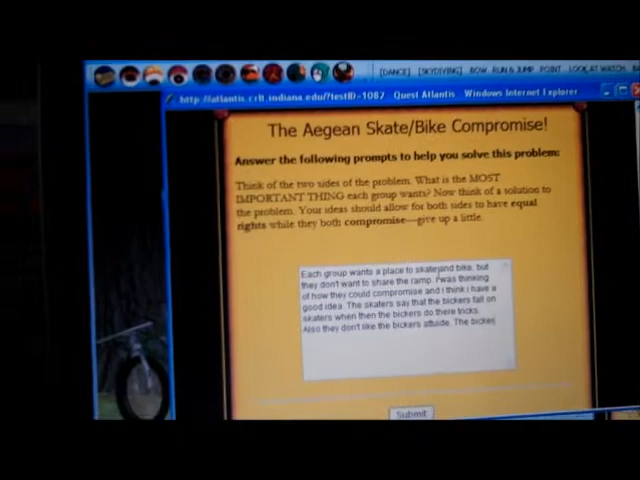 [DANCE] [SKYDIVING] BOW RUN & JUMP POINT LOOK AT WATCH
http://atlantis.crlt.indiana.edu/?testID=1087 Quest Atlantis Windows Internet Explorer
The Aegean Skate/Bike Compromise!
Answer the following prompts to help you solve this problem:
Think of the two sides of the problem. What is the MOST
IMPORTANT THING each group wants? Now think of a solution to
the problem. Your ideas should allow for both sides to have equal
rights while they both compromise—give up a little.
Each group wants a place to skate and bike, but
they don't want to share the ramp. I was thinking
of how they could compromise and i think i have a
good idea. The skaters say that the bickers fall on
skaters when then the bickers do there tricks.
Also they don't like the bickers attuide. The bickes
Submit